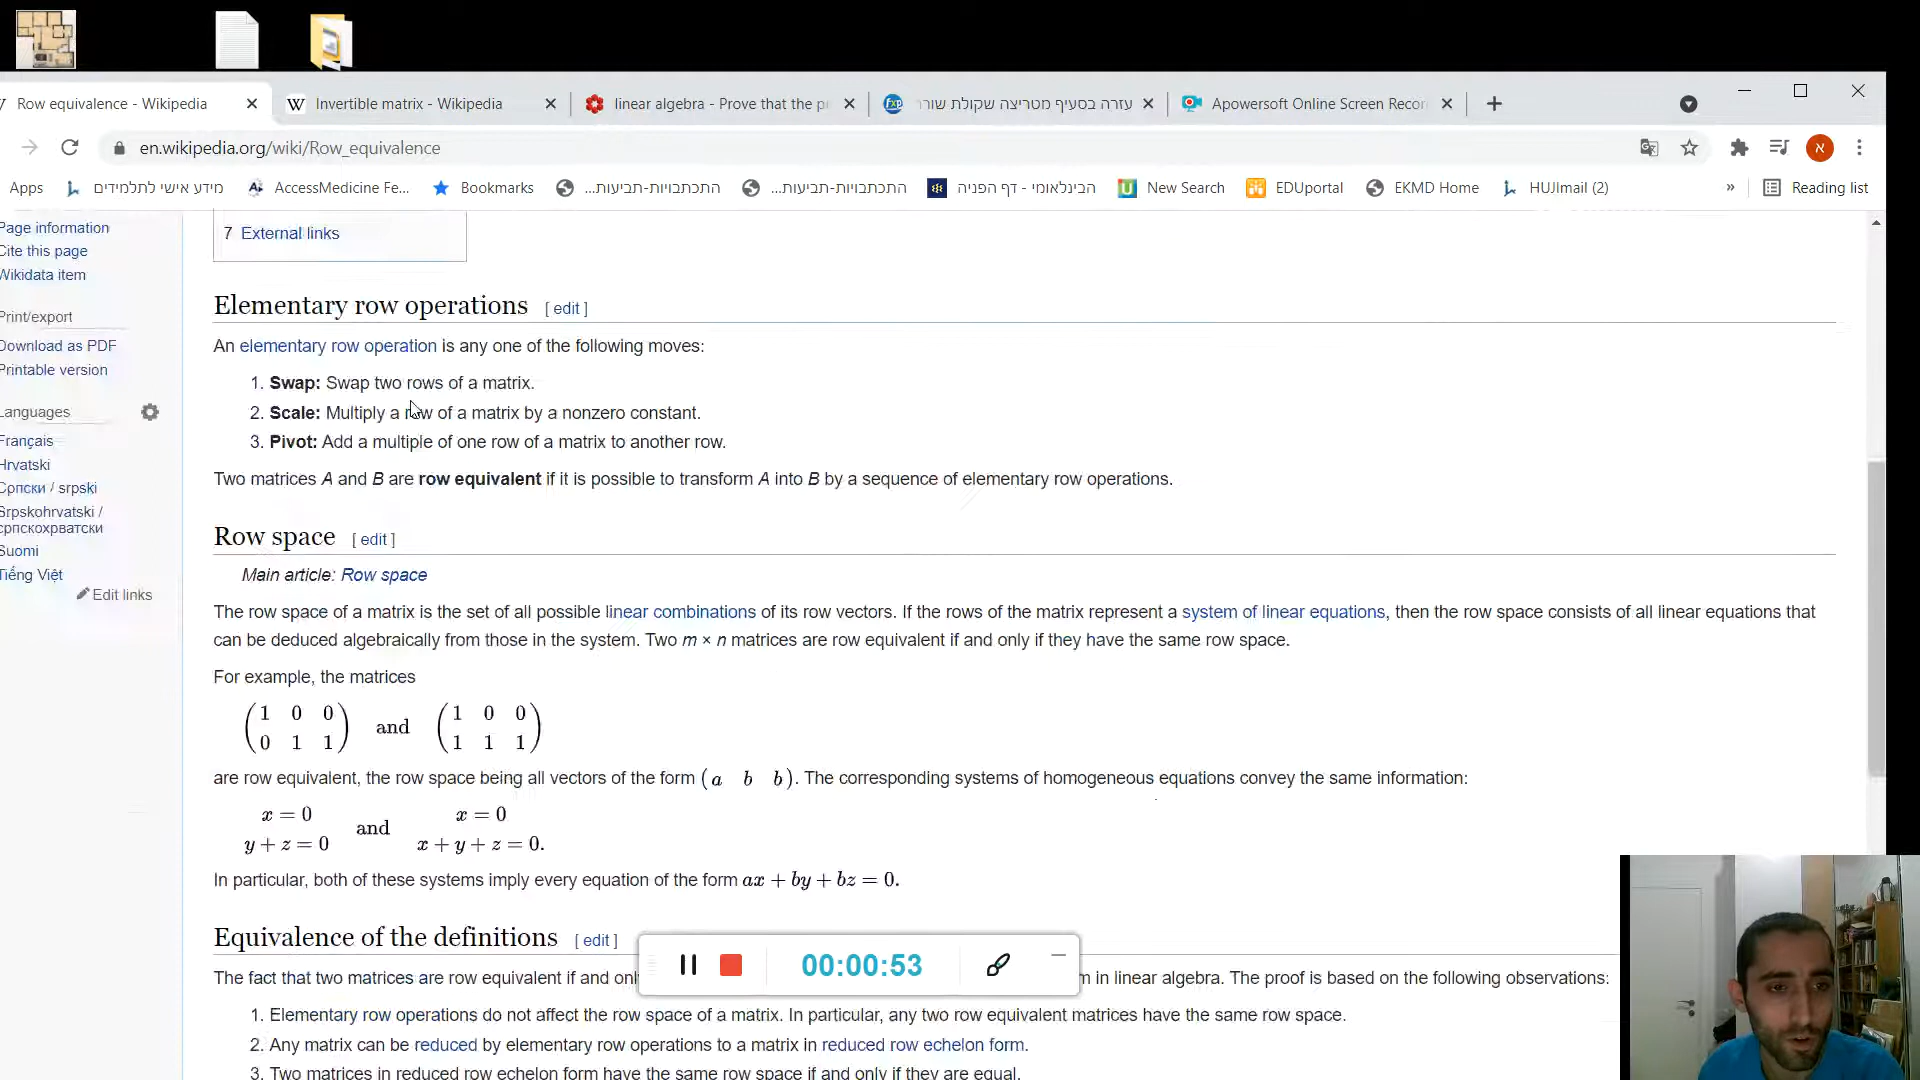 Row equivalence - Wikipedia
Invertible matrix - Wikipedia
linear algebra - Prove that the p
עזרה בסעיף מטריצה שקולת שורו
Apowersoft Online Screen Recor
en.wikipedia.org/wiki/Row_equivalence
א
Apps
מידע אישי לתלמידים
AccessMedicine Fe...
Bookmarks
התכתבויות-תביעות...
התכתבויות-תביעות...
הבינלאומי - דף הפניה
New Search
EDUportal
EKMD Home
HUJImail (2)
»
Reading list
Page information
Cite this page
Wikidata item
Print/export
Download as PDF
Printable version
Languages
Français
Hrvatski
Српски / srpski
Srpskohrvatski /
српскохрватски
Suomi
Tiếng Việt
Edit links
7 External links
Elementary row operations [ edit ]
An elementary row operation is any one of the following moves:
1. Swap: Swap two rows of a matrix.
2. Scale: Multiply a row of a matrix by a nonzero constant.
3. Pivot: Add a multiple of one row of a matrix to another row.
Two matrices A and B are row equivalent if it is possible to transform A into B by a sequence of elementary row operations.
Row space [ edit ]
Main article: Row space
The row space of a matrix is the set of all possible linear combinations of its row vectors. If the rows of the matrix represent a system of linear equations, then the row space consists of all linear equations that
can be deduced algebraically from those in the system. Two m × n matrices are row equivalent if and only if they have the same row space.
For example, the matrices
(1 0 0) and (1 0 0)
(0 1 1) (1 1 1)
are row equivalent, the row space being all vectors of the form (a b b). The corresponding systems of homogeneous equations convey the same information:
x = 0 and x = 0
y + z = 0 x + y + z = 0.
In particular, both of these systems imply every equation of the form ax + by + bz = 0.
Equivalence of the definitions [ edit ]
00:00:53
The fact that two matrices are row equivalent if and onl n in linear algebra. The proof is based on the following observations:
1. Elementary row operations do not affect the row space of a matrix. In particular, any two row equivalent matrices have the same row space.
2. Any matrix can be reduced by elementary row operations to a matrix in reduced row echelon form.
3. Two matrices in reduced row echelon form have the same row space if and only if they are equal.